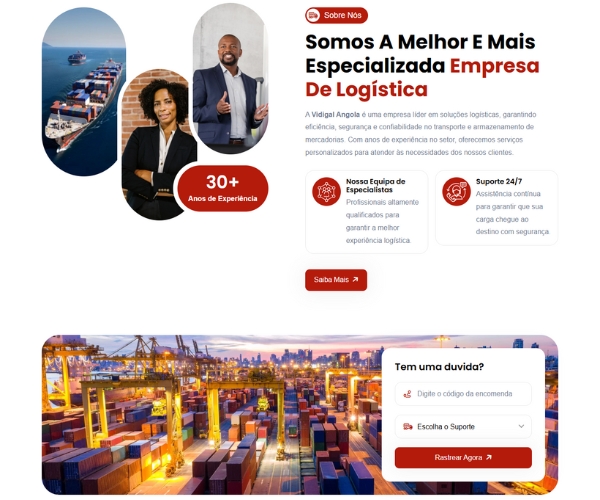 Sobre Nós
Somos A Melhor E Mais
Especializada Empresa
De Logística
A Vidigal Angola é uma empresa líder em soluções logísticas, garantindo
eficiência, segurança e confiabilidade no transporte e armazenamento de
mercadorias. Com anos de experiência no setor, oferecemos serviços
personalizados para atender às necessidades dos nossos clientes.
30+
Anos de Experiência
Nossa Equipa de
Especialistas
Profissionais altamente
qualificados para
garantir a melhor
experiência logística
Suporte 24/7
Assistência contínua
para garantir que sua
carga chegue ao
destino com segurança
Saiba Mais
Tem uma duvida?
Digite o código da encomenda
Escolha o Suporte
Rastrear Agora